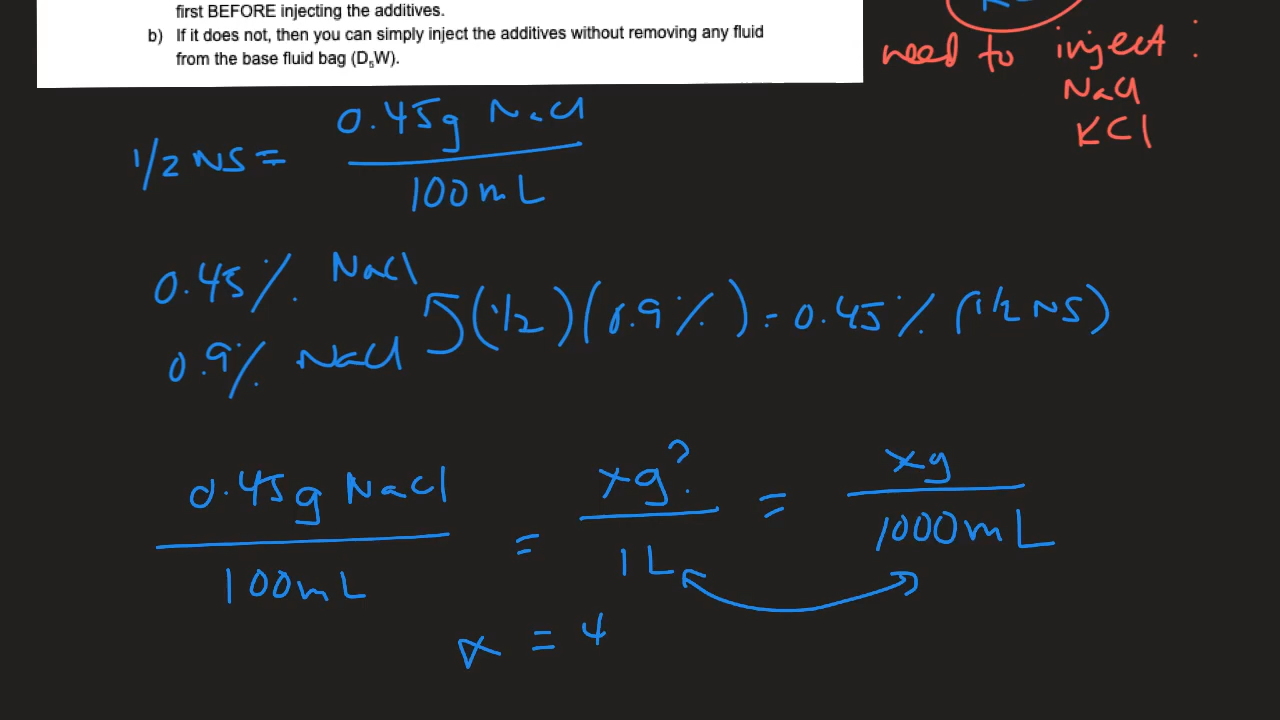 first BEFORE injecting the additives.
b) If it does not, then you can simply inject the additives without removing any fluid
from the base fluid bag (D₅W).
need to inject :
NaCl
KCl
1/2 NS = 0.45g NaCl
100mL
0.45% NaCl
(1/2)(0.9%) = 0.45% (1/2 NS)
0.9% NaCl
0.45g NaCl = xg? = xg
100mL 1L 1000mL
x = 4